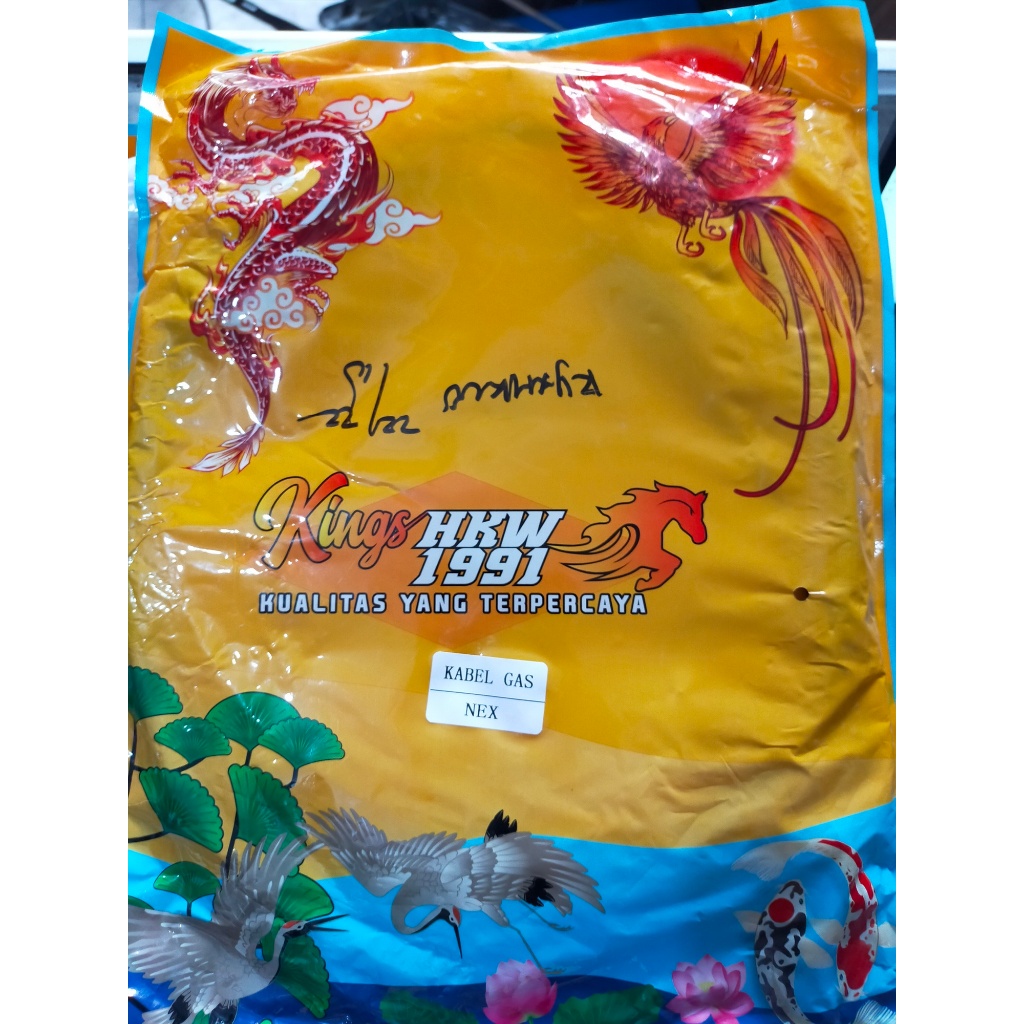 Kings HKW
1991
KUALITAS YANG TERPERCAYA
KABEL GAS
NEX